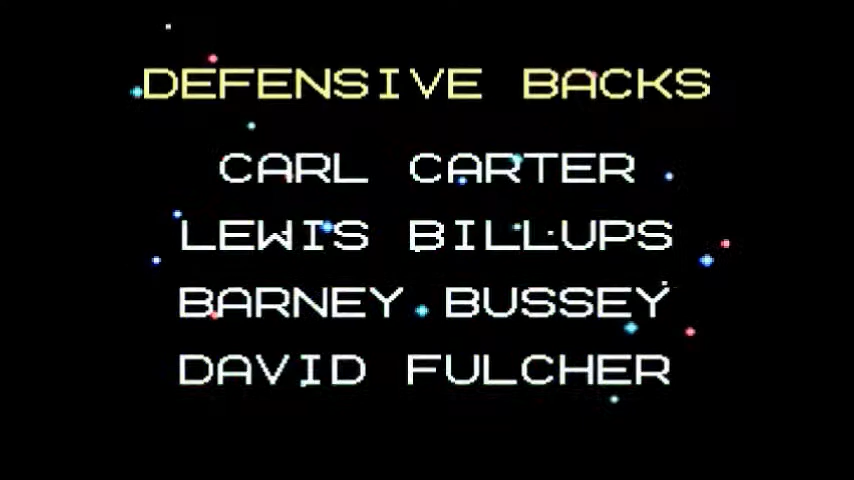 DEFENSIVE BACKS
CARL CARTER
LEWIS BILLUPS
BARNEY BUSSEY
DAVID FULCHER